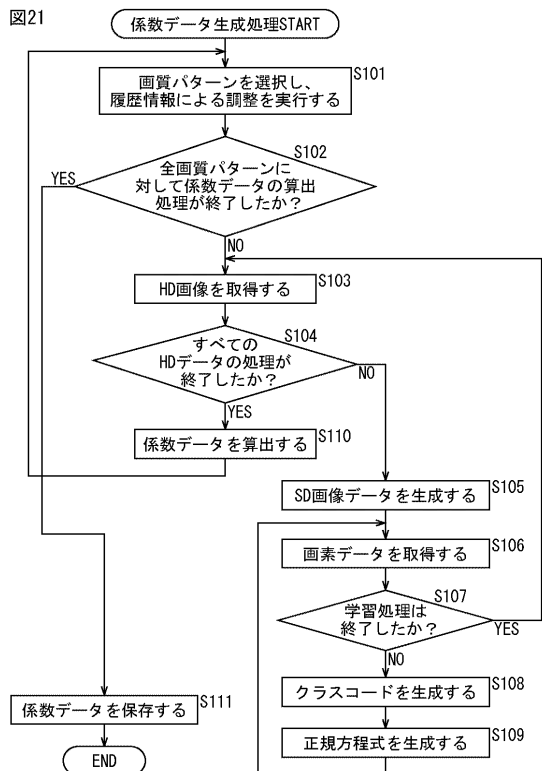 図21
係数データ生成処理START
画質パターンを選択し、
履歴情報による調整を実行する
S101
全画質パターンに
対して係数データの算出
処理が終了したか？
S102
YES
NO
HD画像を取得する
S103
すべての
HDデータの処理が
終了したか？
S104
NO
YES
係数データを算出する
S110
SD画像データを生成する
S105
画素データを取得する
S106
学習処理は
終了したか？
S107
YES
NO
クラスコードを生成する
S108
正規方程式を生成する
S109
係数データを保存する
S111
END